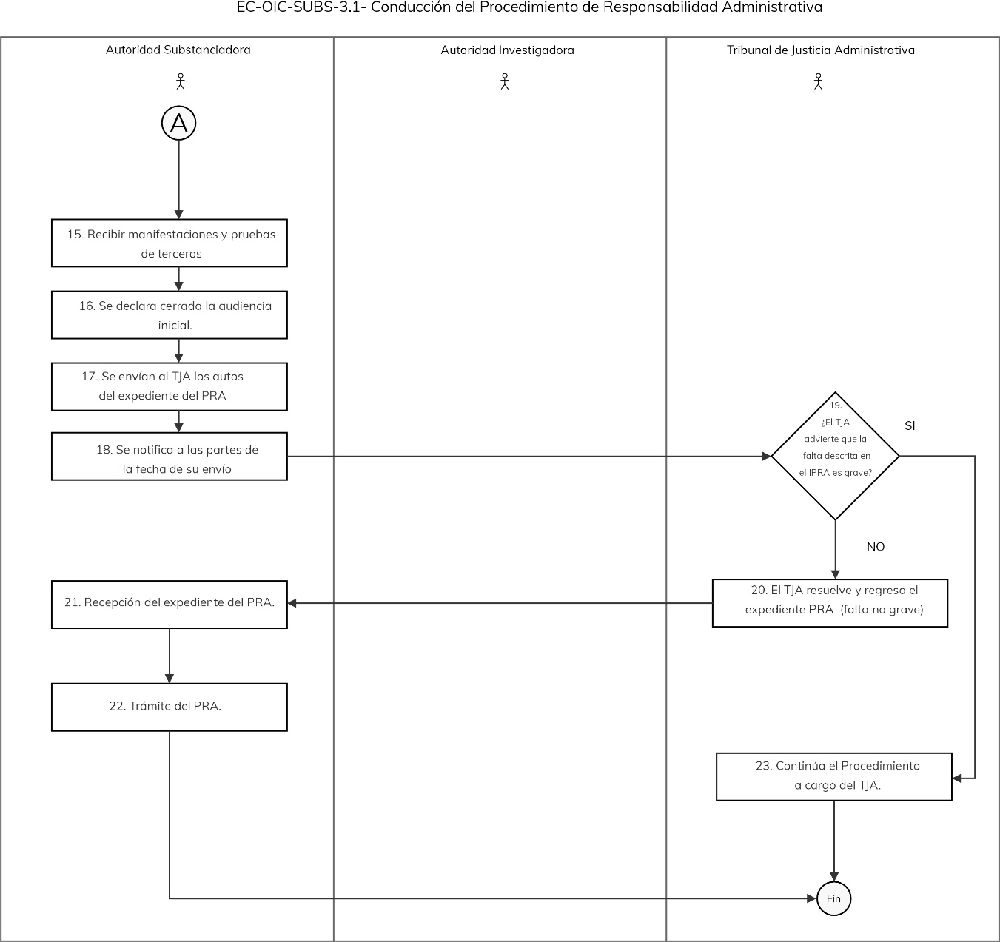 EC-OIC-SUBS-3.1- Conducción del Procedimiento de Responsabilidad Administrativa
Autoridad Substanciadora
Autoridad Investigadora
Tribunal de Justicia Administrativa
A
15. Recibir manifestaciones y pruebas
de terceros
16. Se declara cerrada la audiencia
inicial.
17. Se envían al TJA los autos
del expediente del PRA
18. Se notifica a las partes de
la fecha de su envío
19.
¿El TJA
advierte que la
falta descrita en
el IPRA es grave?
SI
NO
20. El TJA resuelve y regresa el
expediente PRA (falta no grave)
21. Recepción del expediente del PRA.
22. Trámite del PRA.
23. Continúa el Procedimiento
a cargo del TJA.
Fin